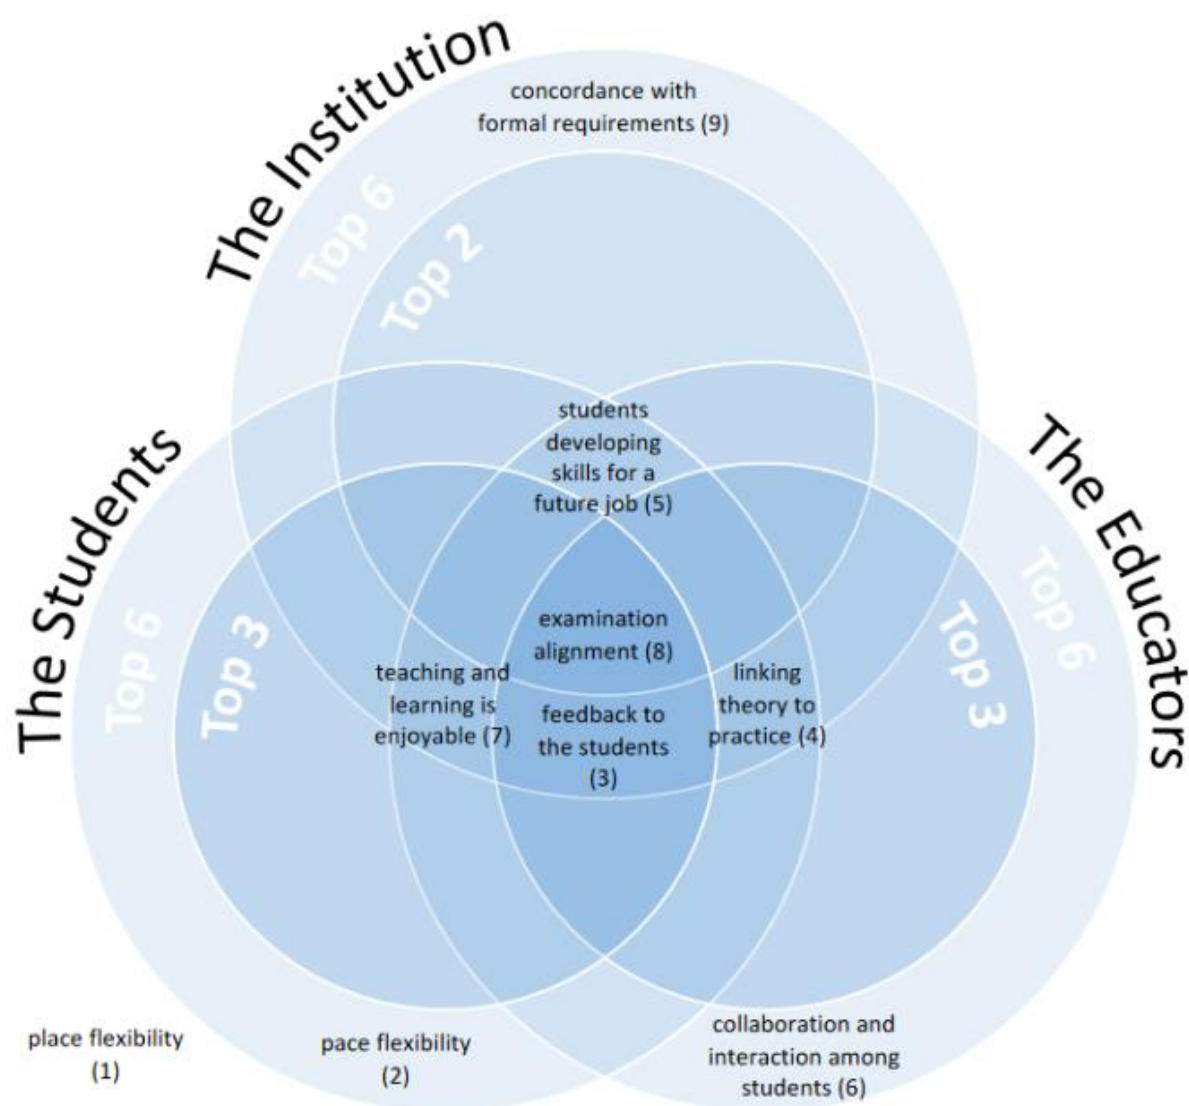 The Institution
concordance with
formal requirements (9)
Top 6
Top 2
students
developing
skills for a
future job (5)
The Students
Top 6
Top 3
The Educators
Top 6
Top 3
examination
alignment (8)
teaching and
learning is
enjoyable (7)
feedback to
the students
(3)
linking
theory to
practice (4)
place flexibility
(1)
pace flexibility
(2)
collaboration and
interaction among
students (6)